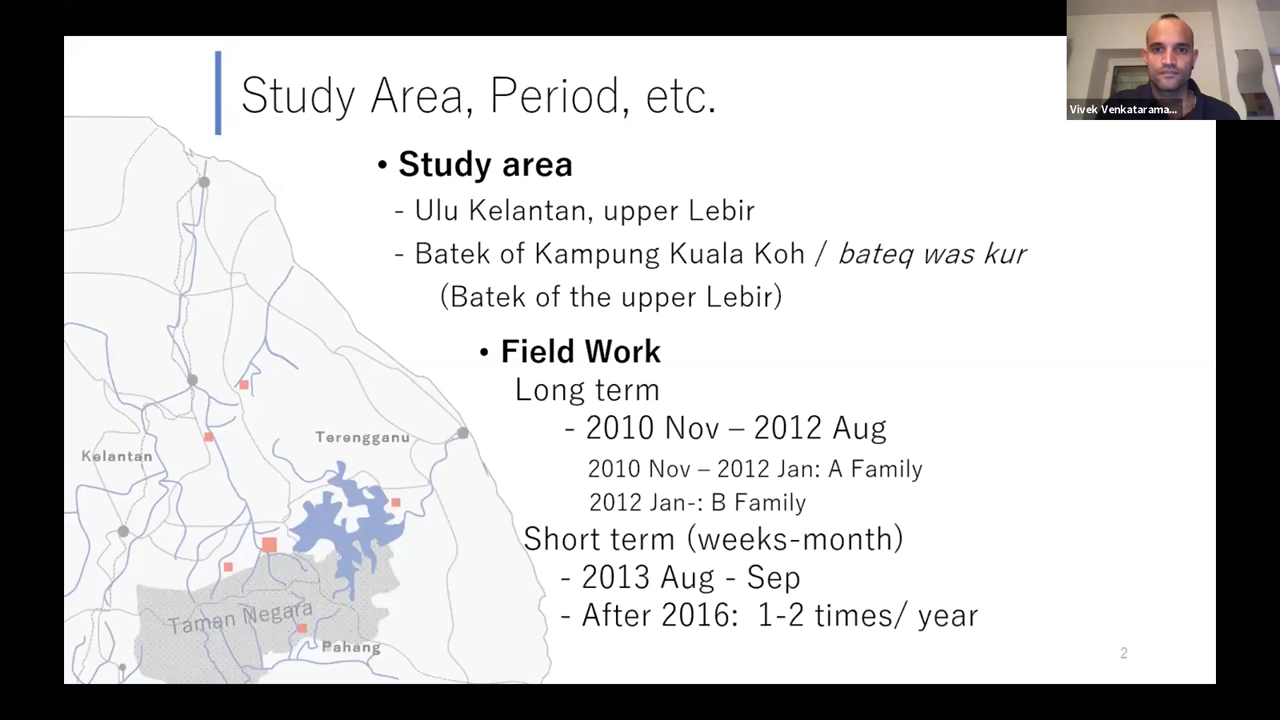 Study Area, Period, etc.
Vivek Venkatarama...
• Study area
- Ulu Kelantan, upper Lebir
- Batek of Kampung Kuala Koh / bateq was kur
(Batek of the upper Lebir)
• Field Work
Long term
- 2010 Nov – 2012 Aug
2010 Nov – 2012 Jan: A Family
2012 Jan-: B Family
Short term (weeks-month)
- 2013 Aug - Sep
- After 2016: 1-2 times/ year
Terengganu
Kelantan
Taman Negara
Pahang
2